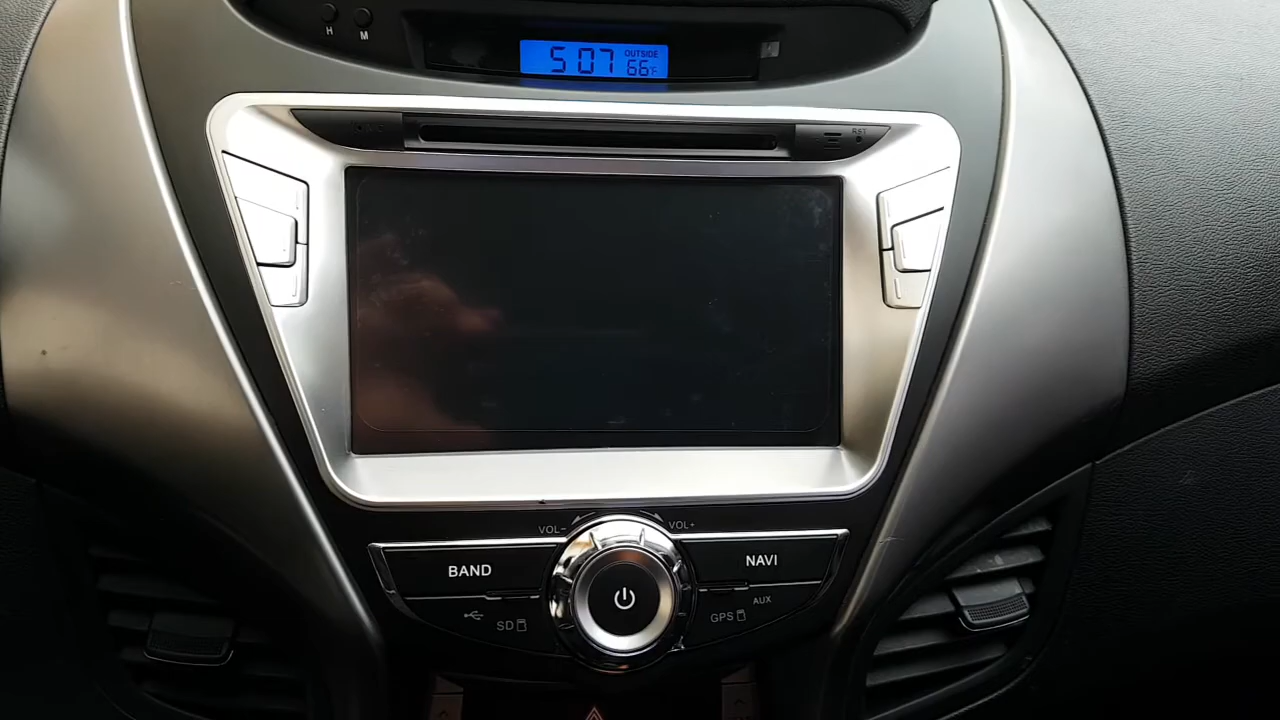 H M
5:07 OUTSIDE 66°F
RST
VOL- VOL+
BAND
NAVI
SD
GPS
AUX